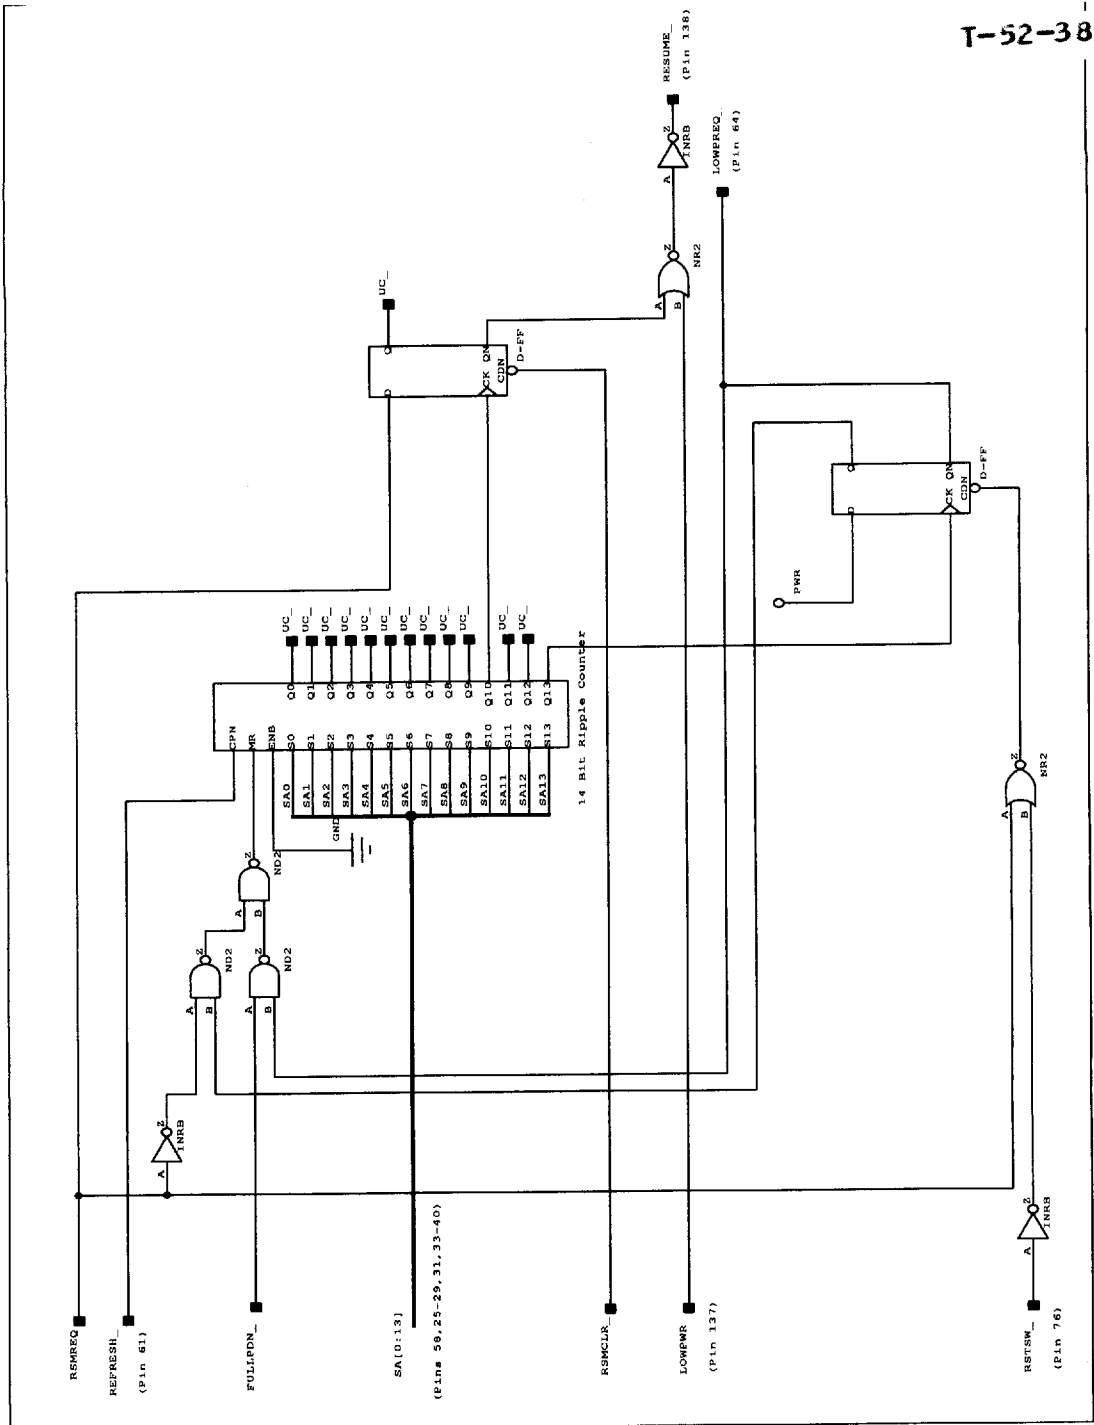 T-52-38
RESUME_
(Pin 138)
Z
INRB
A
LOWPREQ_
(Pin 64)
Z
NR2
A
B
UC_
D
Q
CK
QN
CDN
D-FF
D
Q
CK
QN
CDN
D-FF
PWR
UC_
UC_
UC_
UC_
UC_
UC_
UC_
UC_
UC_
UC_
UC_
UC_
Q0
Q1
Q2
Q3
Q4
Q5
Q6
Q7
Q8
Q9
Q10
Q11
Q12
Q13
CPN
MR
ENB
S0
S1
S2
S3
S4
S5
S6
S7
S8
S9
S10
S11
S12
S13
14 Bit Ripple Counter
SA0
SA1
SA2
SA3
SA4
SA5
SA6
SA7
SA8
SA9
SA10
SA11
SA12
SA13
GND
Z
ND2
A
B
Z
ND2
A
B
Z
ND2
A
B
Z
INRB
A
Z
NR2
A
B
Z
INRB
A
RSMREQ
REFRESH_
(Pin 61)
FULLPDN_
SA[0:13]
(Pins 58,25-29,31,33-40)
RSMCLR_
LOWPWR
(Pin 137)
RSTSW_
(Pin 76)